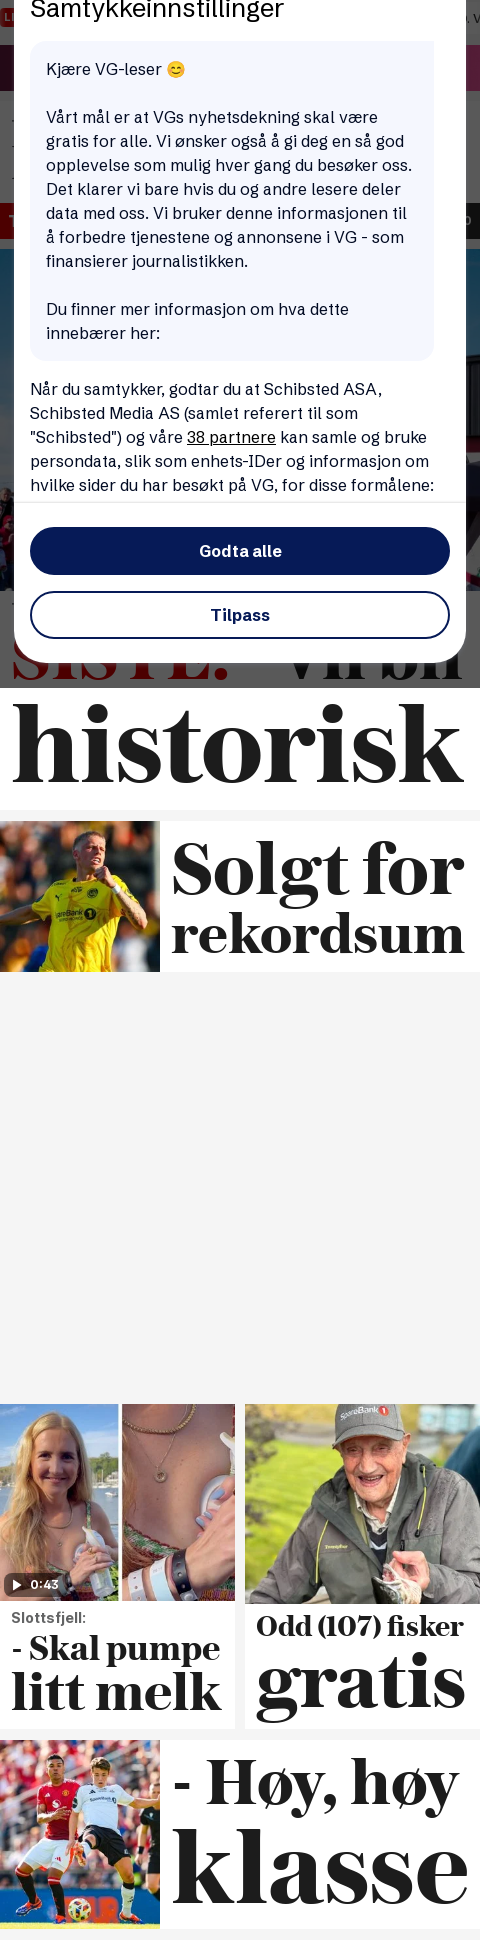 Samtykkeinnstillinger
Kjære VG-leser 😊
Vårt mål er at VGs nyhetsdekning skal være
gratis for alle. Vi ønsker også å gi deg en så god
opplevelse som mulig hver gang du besøker oss.
Det klarer vi bare hvis du og andre lesere deler
data med oss. Vi bruker denne informasjonen til
å forbedre tjenestene og annonsene i VG - som
finansierer journalistikken.
Du finner mer informasjon om hva dette
innebærer her:
Når du samtykker, godtar du at Schibsted ASA,
Schibsted Media AS (samlet referert til som
"Schibsted") og våre 38 partnere kan samle og bruke
persondata, slik som enhets-IDer og informasjon om
hvilke sider du har besøkt på VG, for disse formålene:
Godta alle
Tilpass
historisk
SpareBank 1
Solgt for
rekordsum
SpareBank 1
0:43
Slottsfjell:
- Skal pumpe
litt melk
Odd (107) fisker
gratis
- Høy, høy
klasse